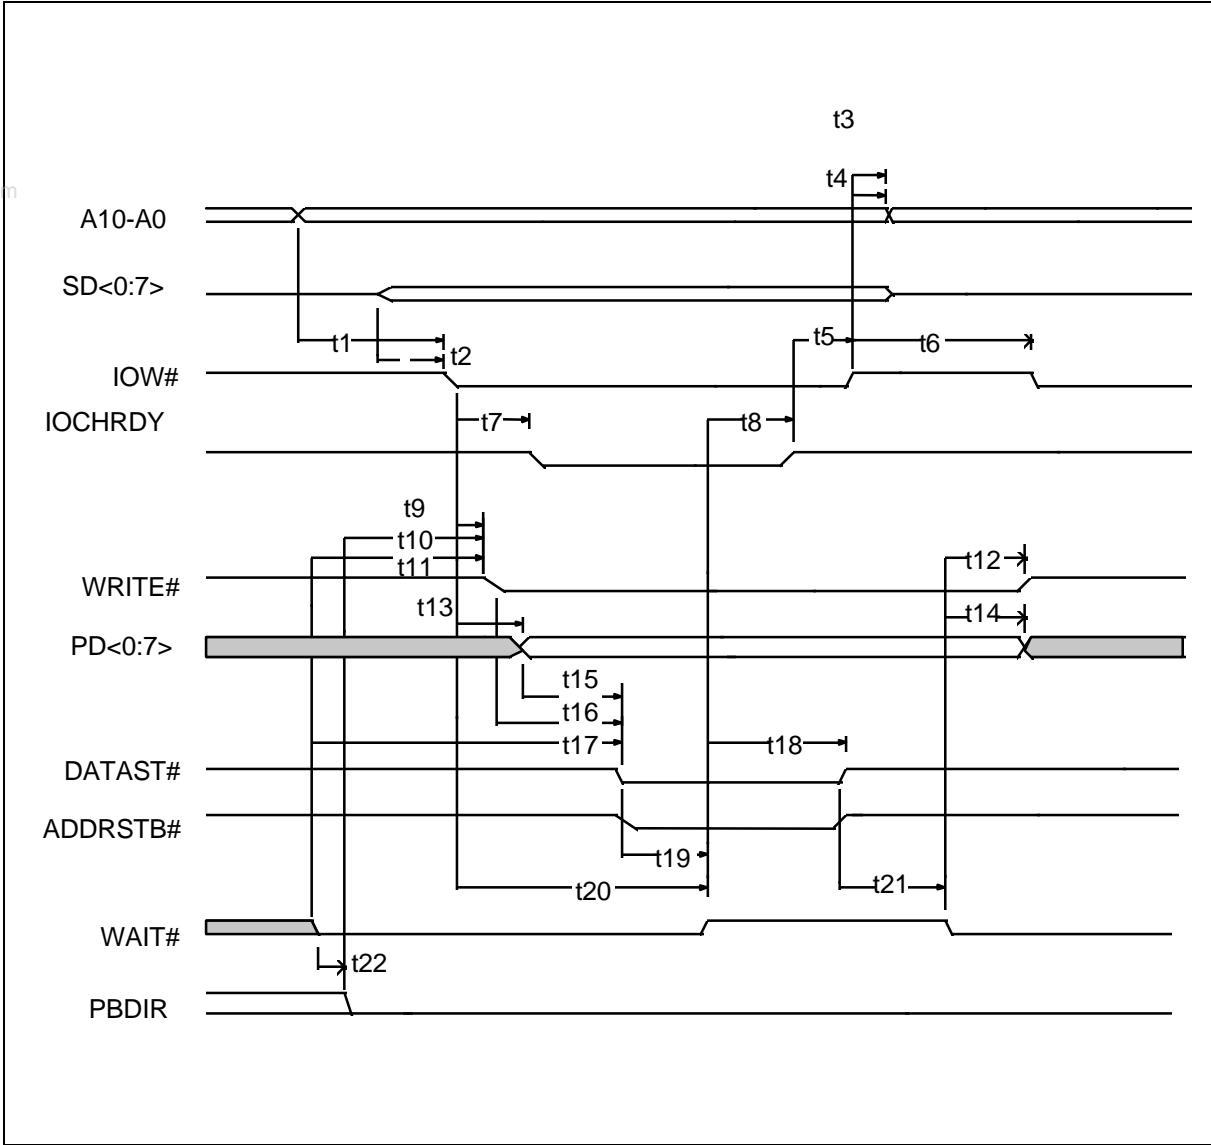 t3
t4
m
A10-A0
SD<0:7>
t1
t2
t5
t6
IOW#
IOCHRDY
t7
t8
t9
t10
t11
t12
WRITE#
t13
t14
PD<0:7>
t15
t16
t17
t18
DATAST#
ADDRSTB#
t19
t20
t21
WAIT#
t22
PBDIR